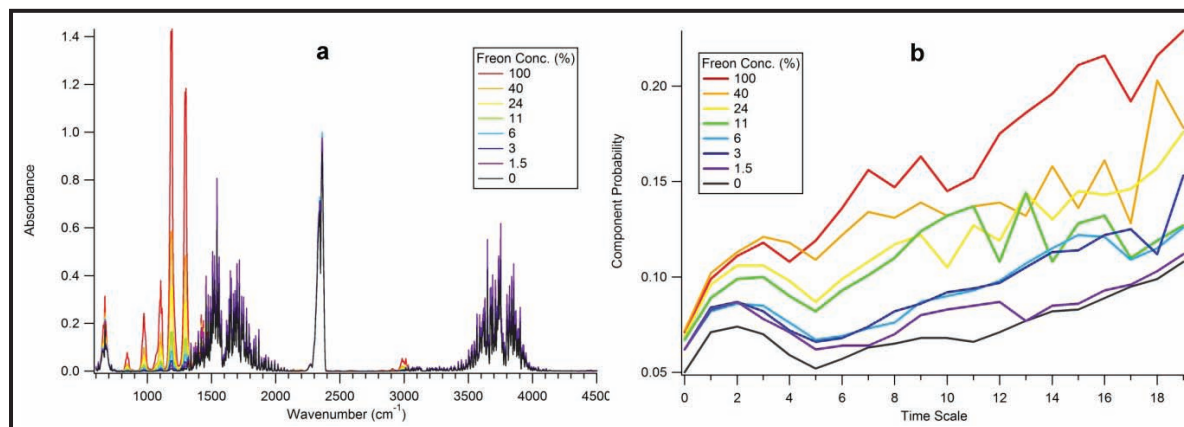 a
Absorbance
1.4
1.2
1.0
0.8
0.6
0.4
0.2
0.0
1000 1500 2000 2500 3000 3500 4000 4500
Wavenumber (cm⁻¹)
Freon Conc. (%)
100
40
24
11
6
3
1.5
0
b
Component Probability
0.20
0.15
0.10
0.05
0 2 4 6 8 10 12 14 16 18
Time Scale
Freon Conc. (%)
100
40
24
11
6
3
1.5
0